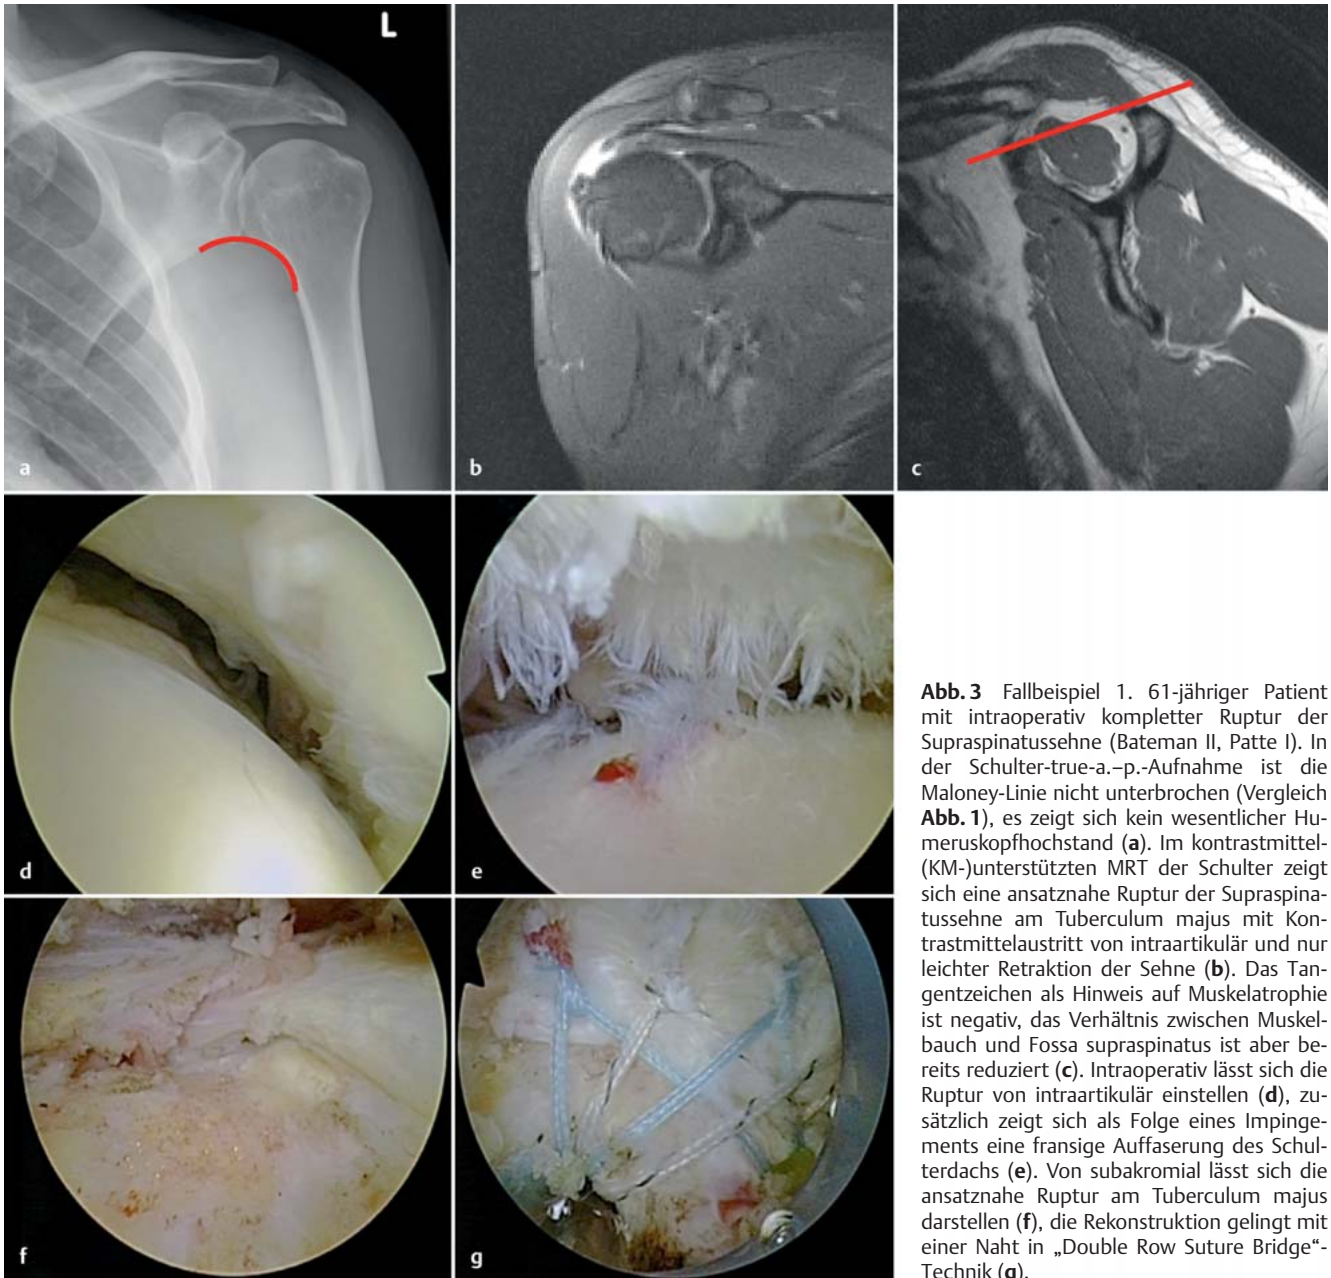 L
a
b
c
d
e
f
g
Abb. 3 Fallbeispiel 1. 61-jähriger Patient
mit intraoperativ kompletter Ruptur der
Supraspinatussehne (Bateman II, Patte I). In
der Schulter-true-a.–p.-Aufnahme ist die
Maloney-Linie nicht unterbrochen (Vergleich
Abb. 1), es zeigt sich kein wesentlicher Hu-
meruskopfhochstand (a). Im kontrastmittel-
(KM-)unterstützten MRT der Schulter zeigt
sich eine ansatznahe Ruptur der Supraspina-
tussehne am Tuberculum majus mit Kon-
trastmittelaustritt von intraartikulär und nur
leichter Retraktion der Sehne (b). Das Tan-
gentzeichen als Hinweis auf Muskelatrophie
ist negativ, das Verhältnis zwischen Muskel-
bauch und Fossa supraspinatus ist aber be-
reits reduziert (c). Intraoperativ lässt sich die
Ruptur von intraartikulär einstellen (d), zu-
sätzlich zeigt sich als Folge eines Impinge-
ments eine fransige Auffaserung des Schul-
terdachs (e). Von subakromial lässt sich die
ansatznahe Ruptur am Tuberculum majus
darstellen (f), die Rekonstruktion gelingt mit
einer Naht in „Double Row Suture Bridge“-
Technik (g).